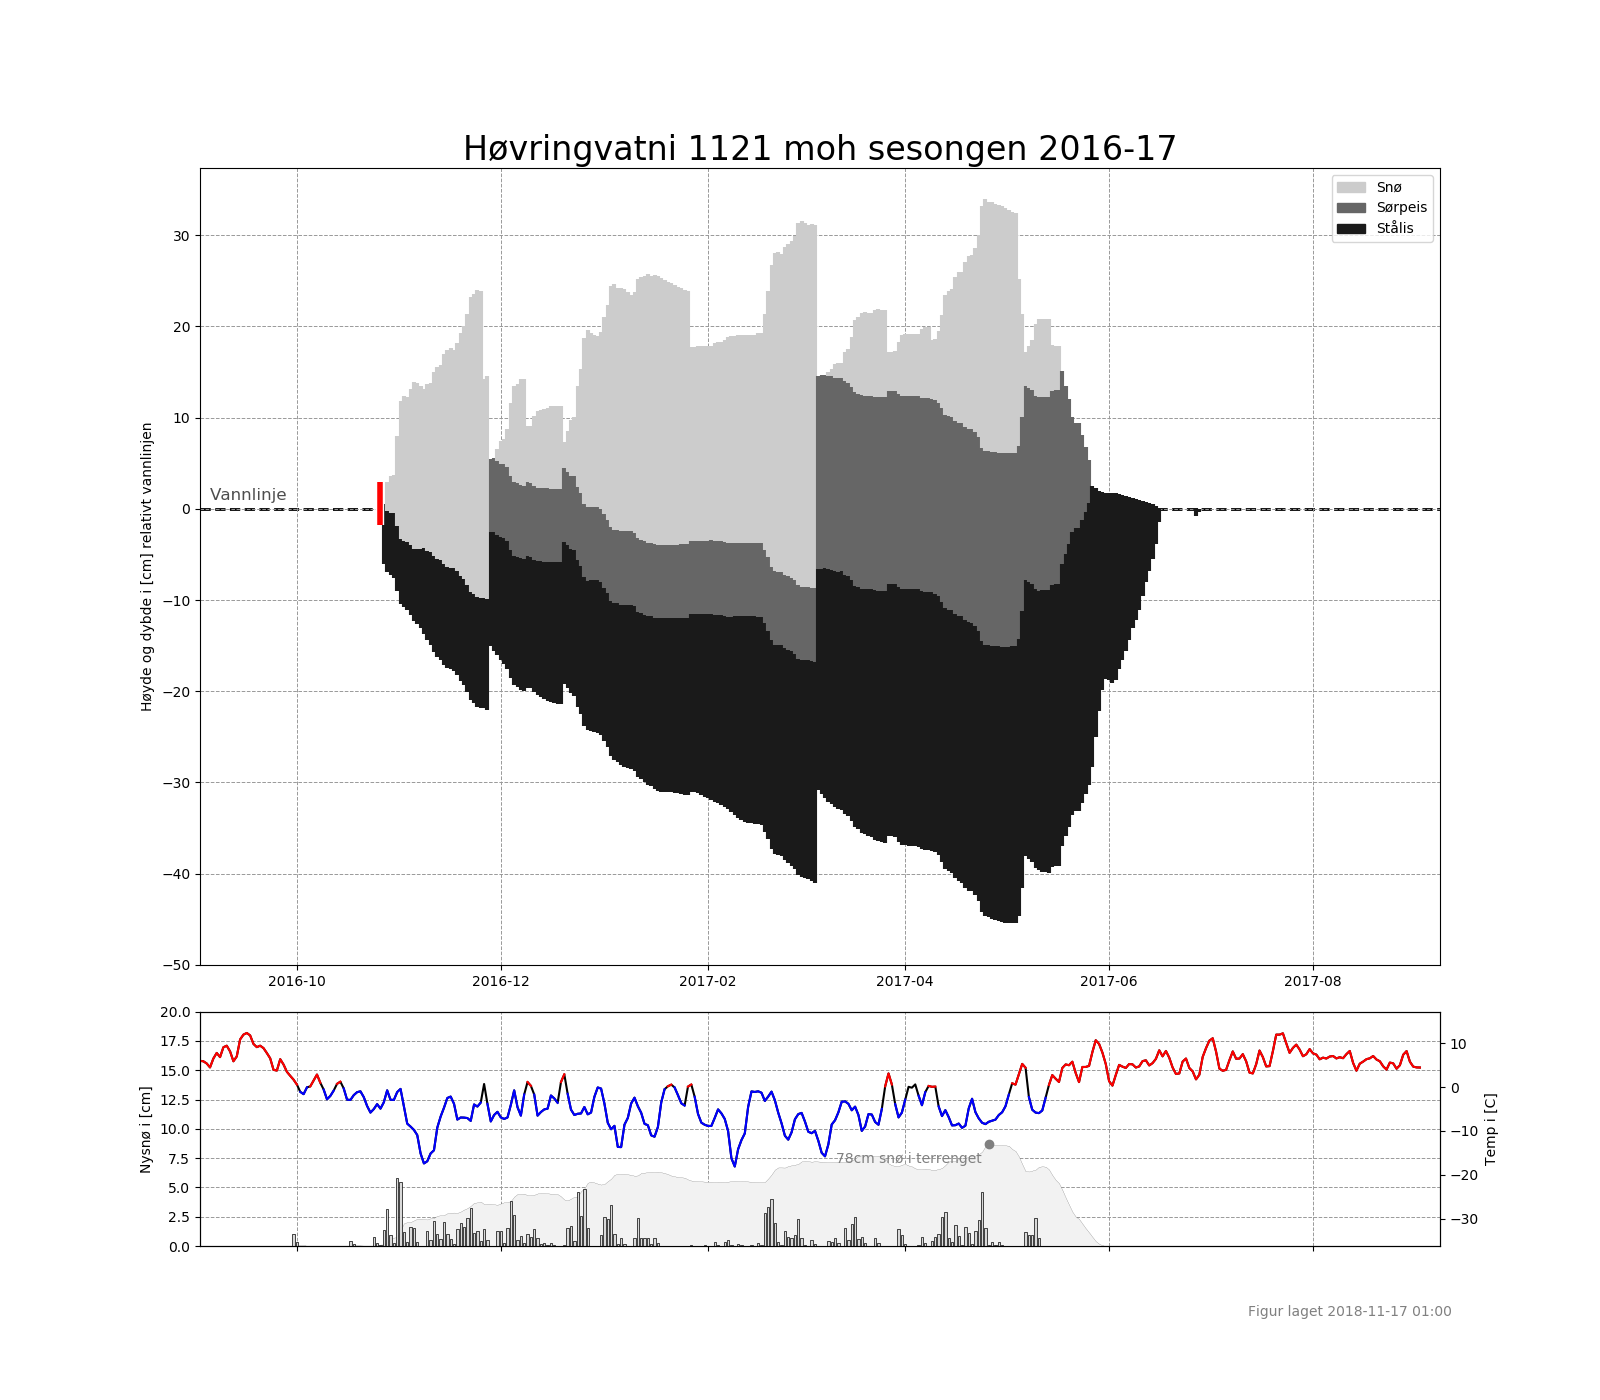 Høvringvatni 1121 moh sesongen 2016-17
Snø
Sørpeis
Stålis
Høyde og dybde i [cm] relativt vannlinjen
30
20
10
0
−10
−20
−30
−40
−50
Vannlinje
2016-10 2016-12 2017-02 2017-04 2017-06 2017-08
Nysnø i [cm]
20.0
17.5
15.0
12.5
10.0
7.5
5.0
2.5
0.0
78cm snø i terrenget
10
0
−10
−20
−30
Temp i [C]
Figur laget 2018-11-17 01:00